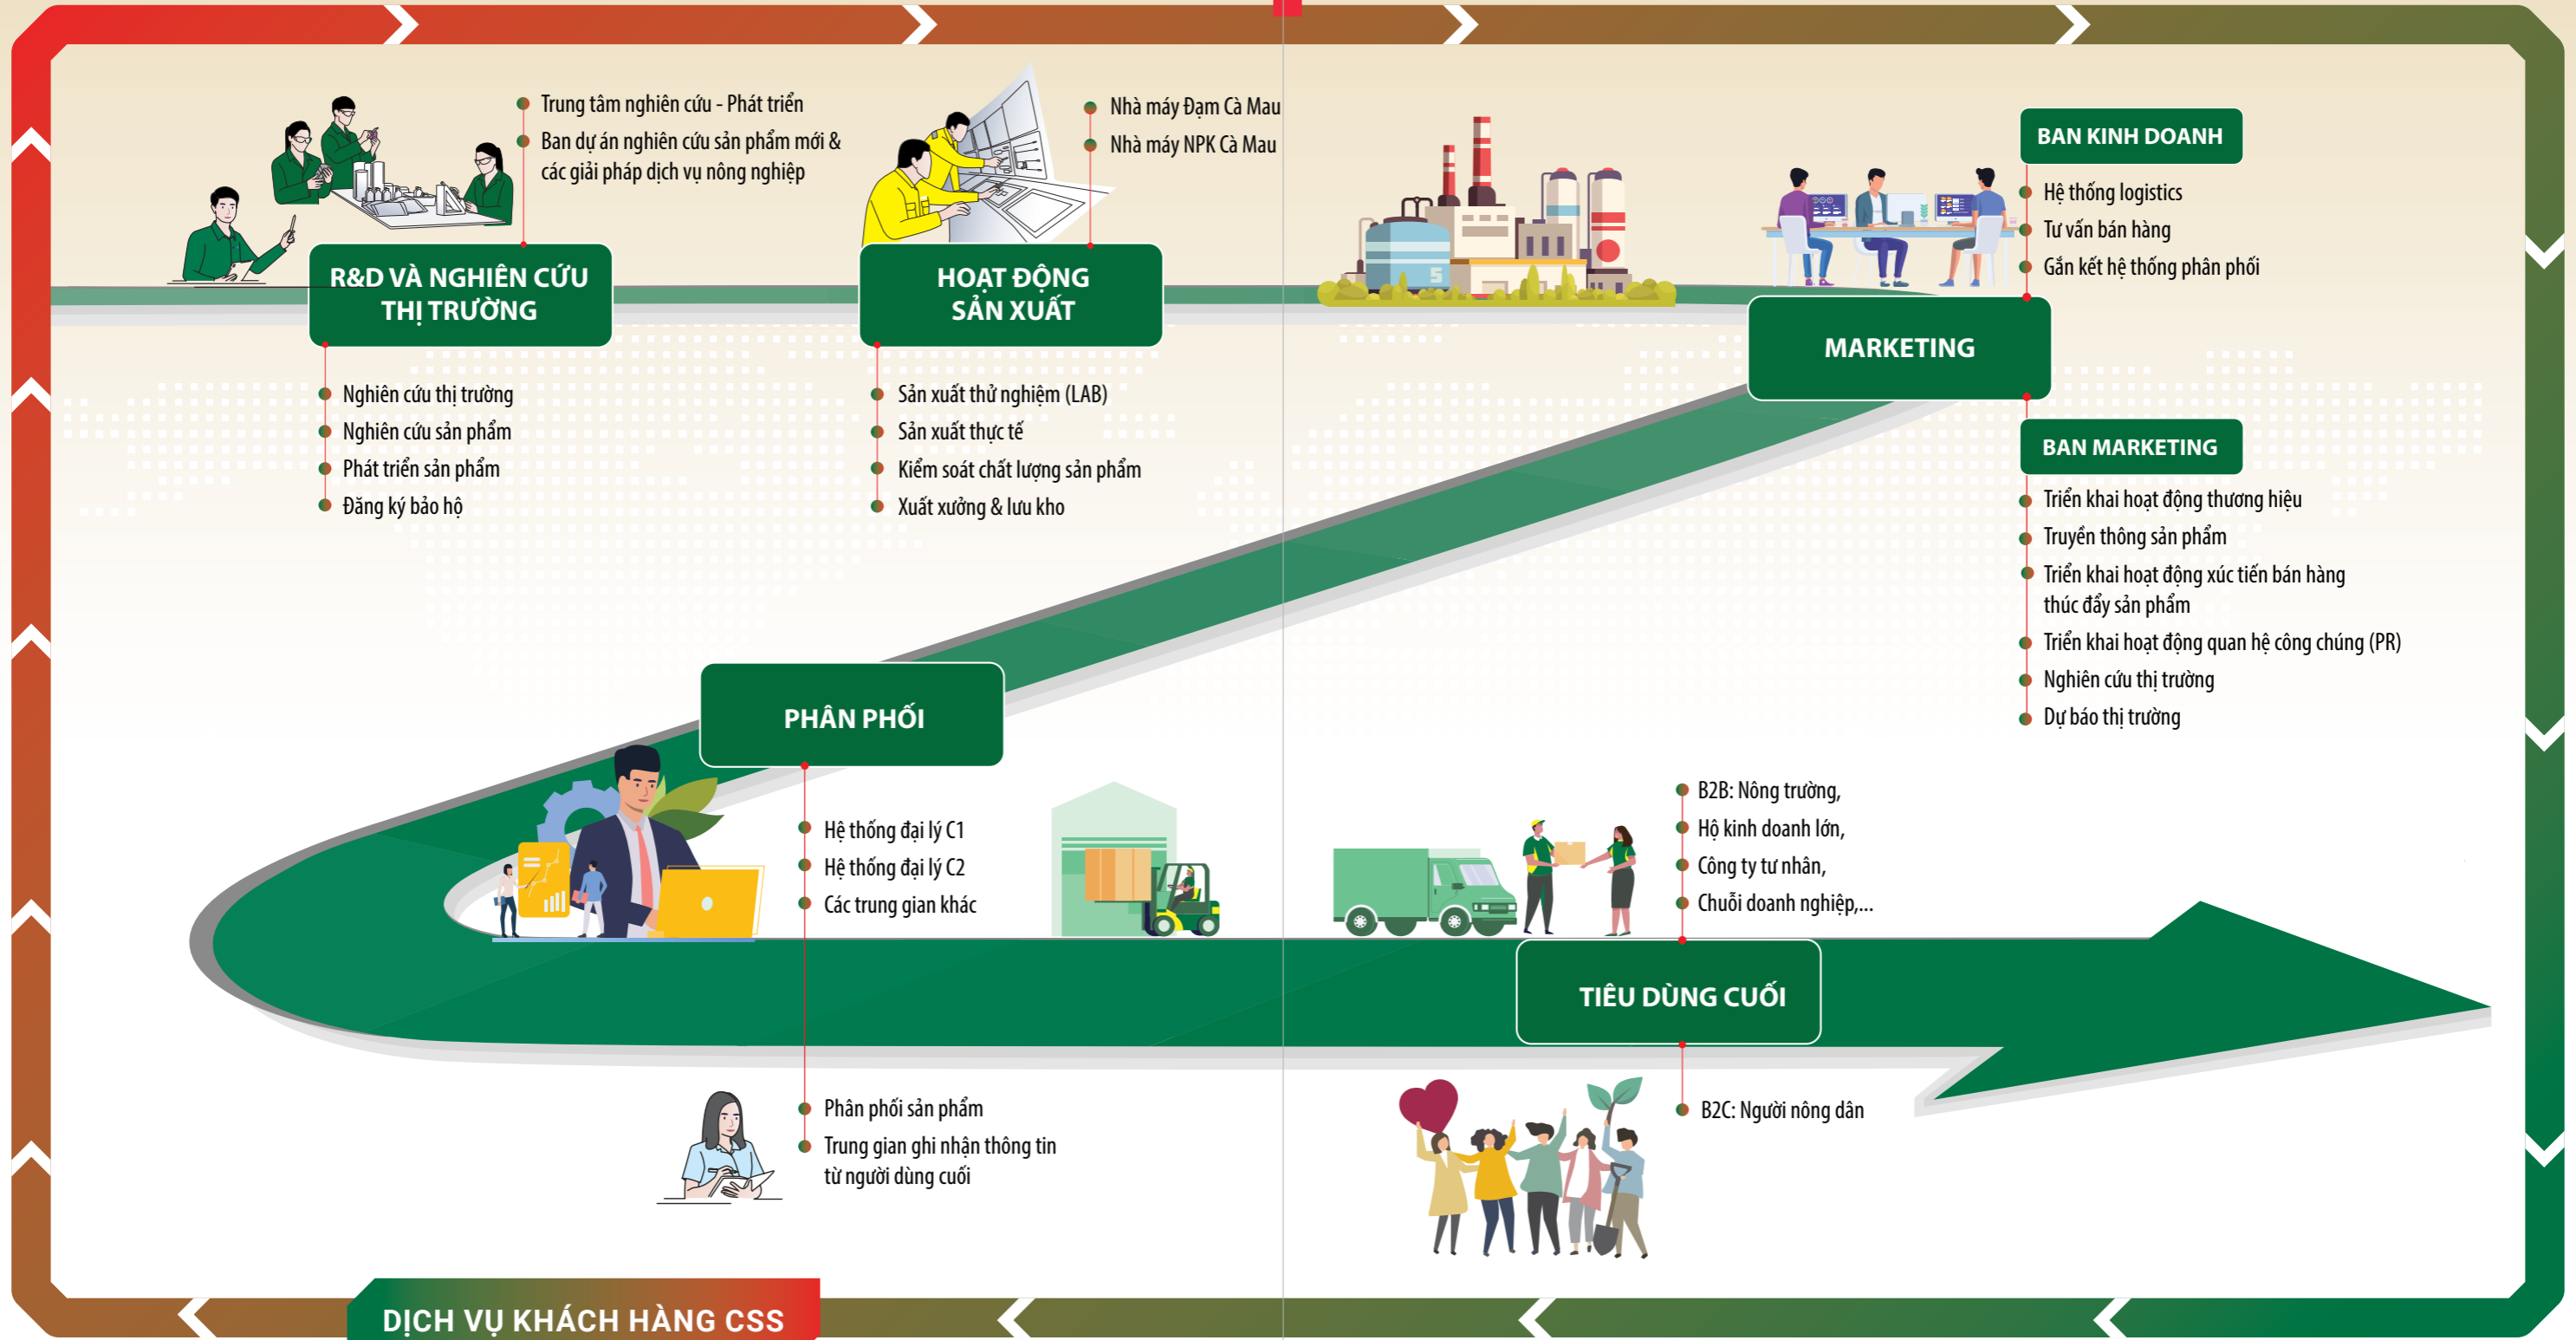 Trung tâm nghiên cứu - Phát triển
Ban dự án nghiên cứu sản phẩm mới &
các giải pháp dịch vụ nông nghiệp
R&D VÀ NGHIÊN CỨU
THỊ TRƯỜNG
Nghiên cứu thị trường
Nghiên cứu sản phẩm
Phát triển sản phẩm
Đăng ký bảo hộ
Nhà máy Đạm Cà Mau
Nhà máy NPK Cà Mau
HOẠT ĐỘNG
SẢN XUẤT
Sản xuất thử nghiệm (LAB)
Sản xuất thực tế
Kiểm soát chất lượng sản phẩm
Xuất xưởng & lưu kho
5
BAN KINH DOANH
Hệ thống logistics
Tư vấn bán hàng
Gắn kết hệ thống phân phối
MARKETING
BAN MARKETING
Triển khai hoạt động thương hiệu
Truyền thông sản phẩm
Triển khai hoạt động xúc tiến bán hàng
thúc đẩy sản phẩm
Triển khai hoạt động quan hệ công chúng (PR)
Nghiên cứu thị trường
Dự báo thị trường
PHÂN PHỐI
Hệ thống đại lý C1
Hệ thống đại lý C2
Các trung gian khác
Phân phối sản phẩm
Trung gian ghi nhận thông tin
từ người dùng cuối
B2B: Nông trường,
Hộ kinh doanh lớn,
Công ty tư nhân,
Chuỗi doanh nghiệp,...
TIÊU DÙNG CUỐI
B2C: Người nông dân
DỊCH VỤ KHÁCH HÀNG CSS